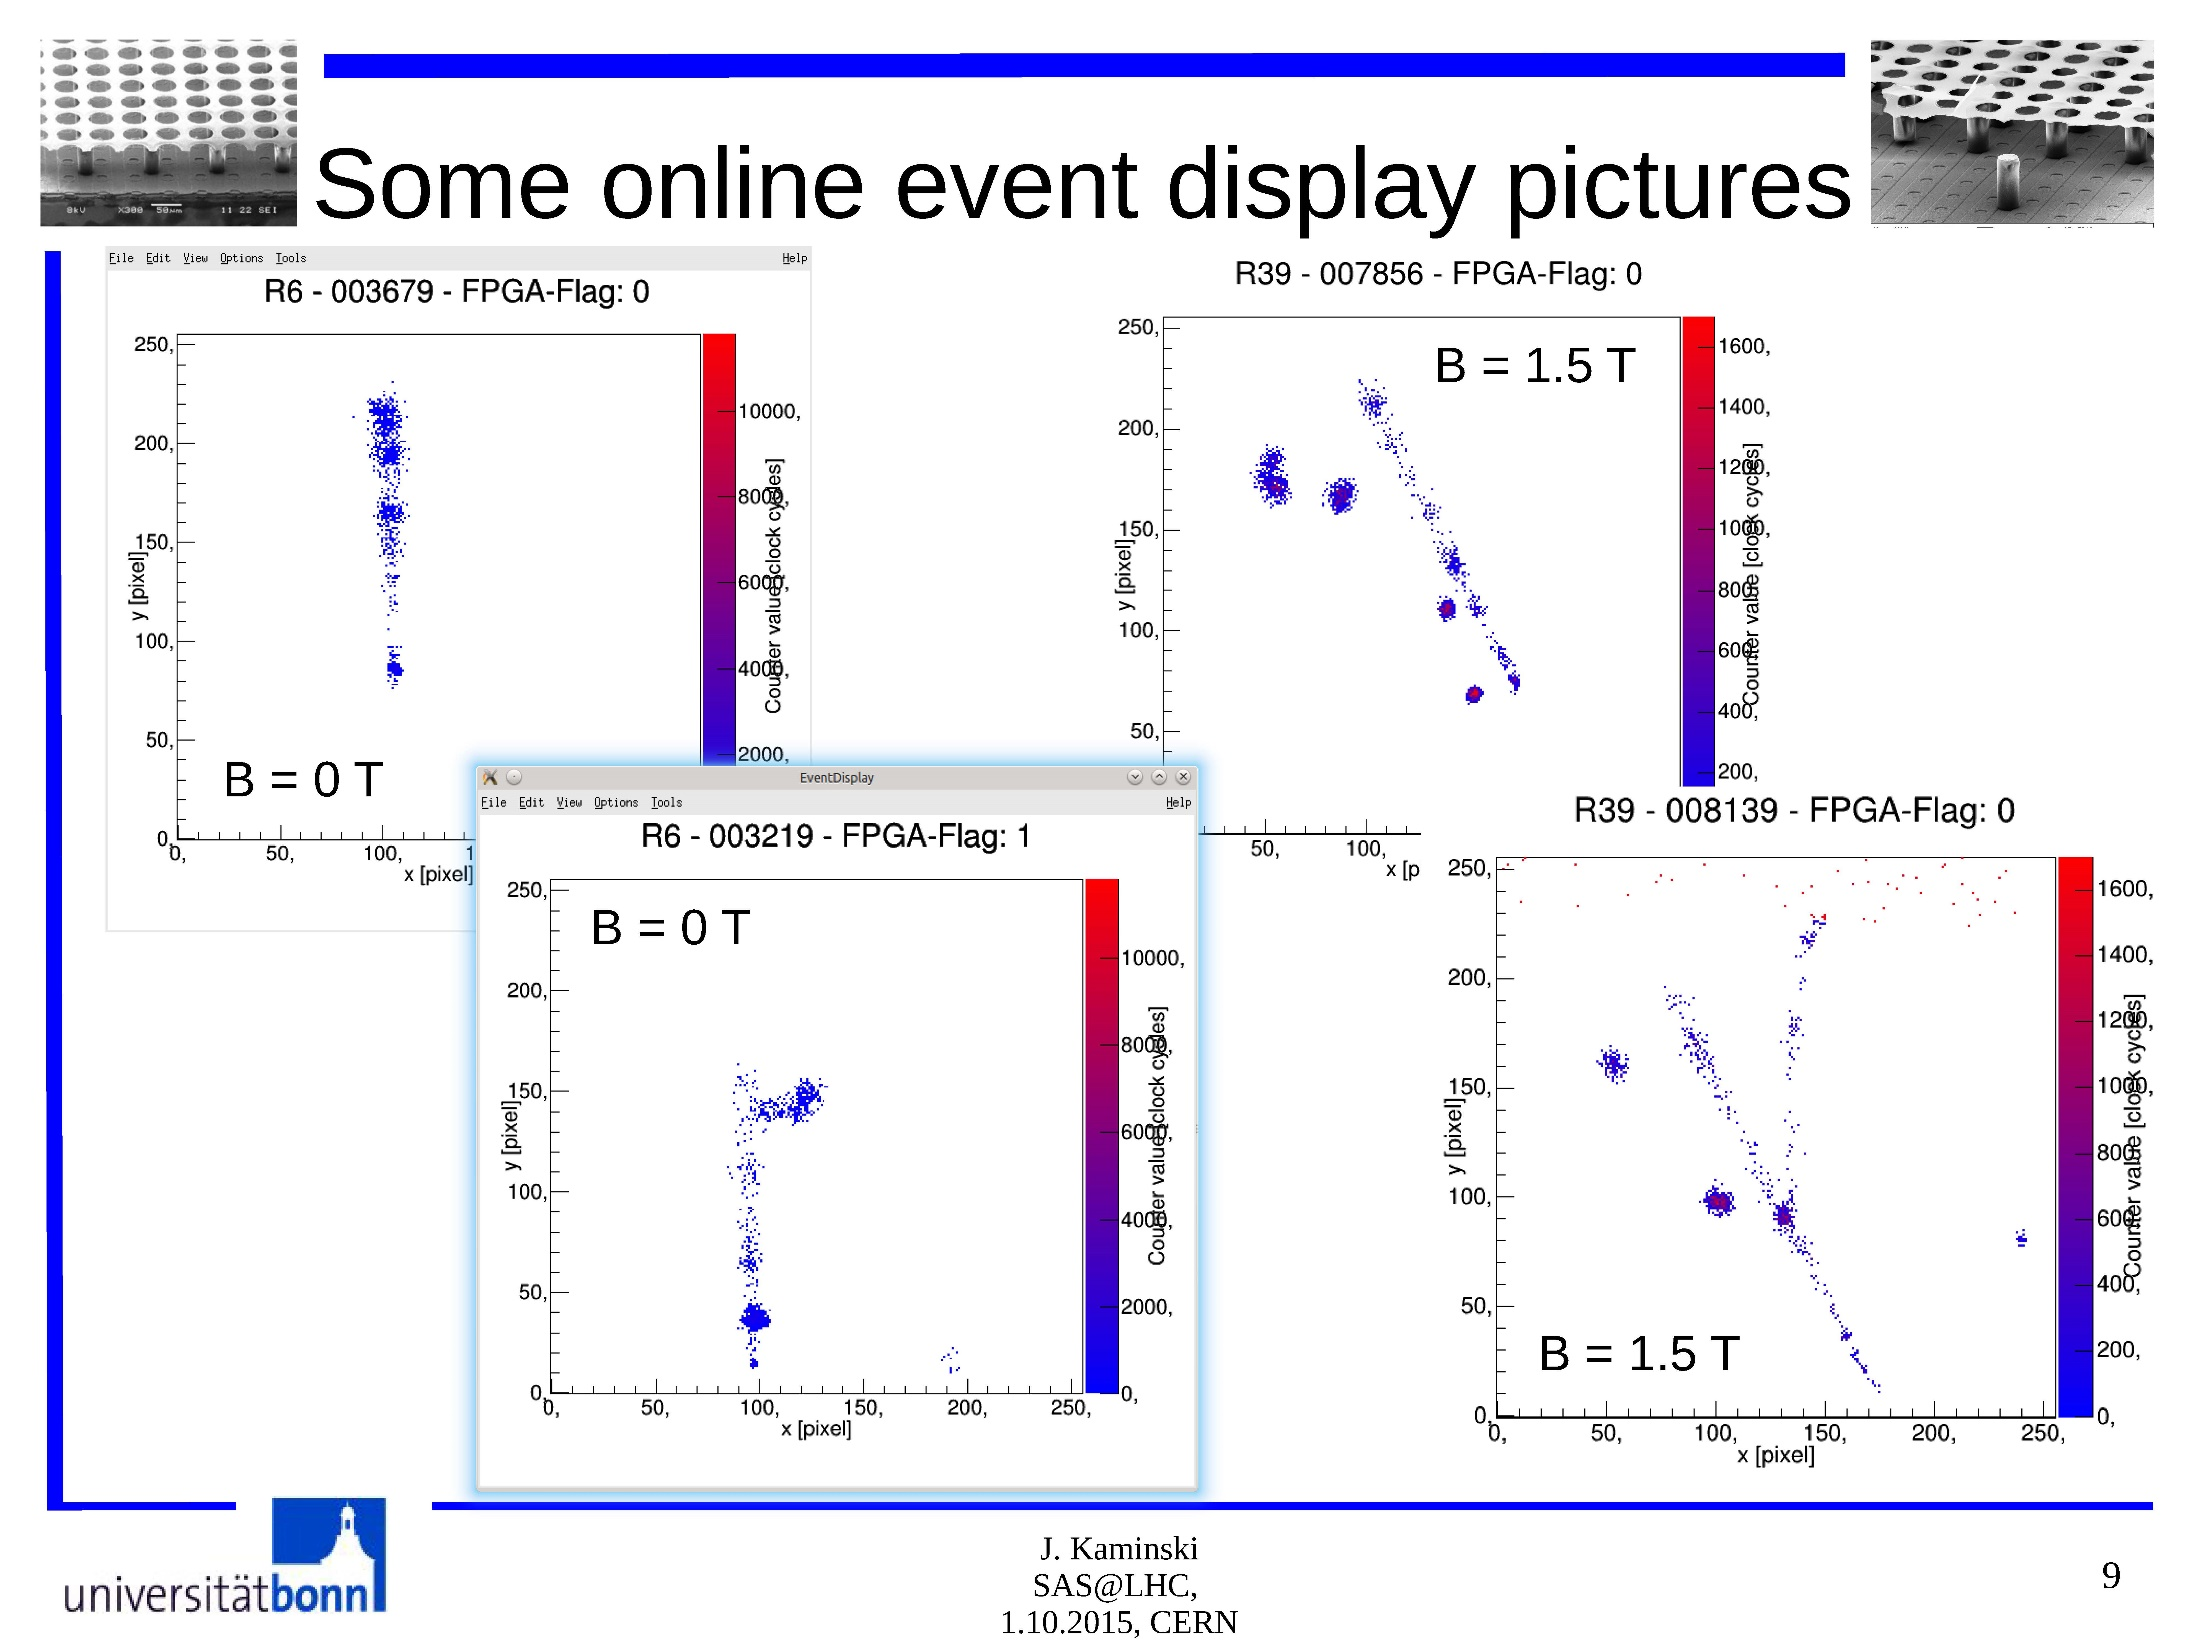 Some online event display pictures
8kV X300 50µm 11 22 SEI
File Edit View Options Tools Help
R6 - 003679 - FPGA-Flag: 0
250,
200,
150,
100,
50,
0,
0, 50, 100, 1
x [pixel]
y [pixel]
10000,
8000,
6000,
4000,
2000,
Counter value [clock cycles]
B = 0 T
R39 - 007856 - FPGA-Flag: 0
B = 1.5 T
250,
200,
150,
100,
50,
50, 100,
x [p
y [pixel]
1600,
1400,
1200,
1000,
800,
600,
400,
200,
Counter value [clock cycles]
EventDisplay
File Edit View Options Tools Help
R6 - 003219 - FPGA-Flag: 1
B = 0 T
250,
200,
150,
100,
50,
0,
0, 50, 100, 150, 200, 250,
x [pixel]
y [pixel]
10000,
8000,
6000,
4000,
2000,
0,
Counter value [clock cycles]
R39 - 008139 - FPGA-Flag: 0
250,
200,
150,
100,
50,
0,
0, 50, 100, 150, 200, 250,
x [pixel]
y [pixel]
1600,
1400,
1200,
1000,
800,
600,
400,
200,
0,
Counter value [clock cycles]
B = 1.5 T
universitätbonn
J. Kaminski
SAS@LHC,
1.10.2015, CERN
9